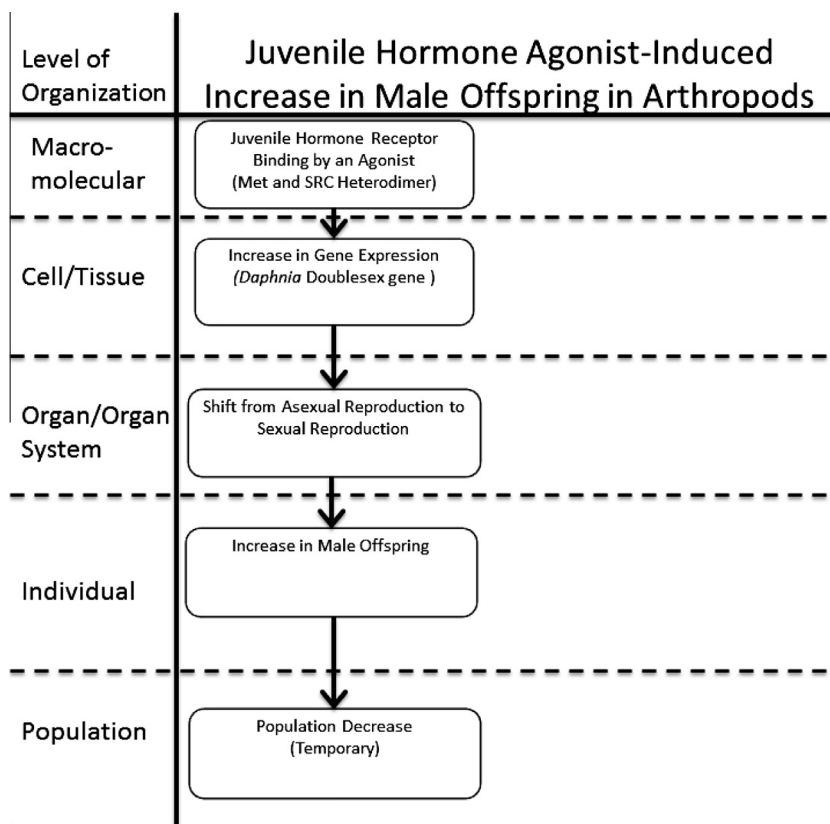 Level of
Organization
Juvenile Hormone Agonist-Induced
Increase in Male Offspring in Arthropods
Macro-
molecular
Juvenile Hormone Receptor
Binding by an Agonist
(Met and SRC Heterodimer)
Cell/Tissue
Increase in Gene Expression
(Daphnia Doublesex gene )
Organ/Organ
System
Shift from Asexual Reproduction to
Sexual Reproduction
Individual
Increase in Male Offspring
Population
Population Decrease
(Temporary)